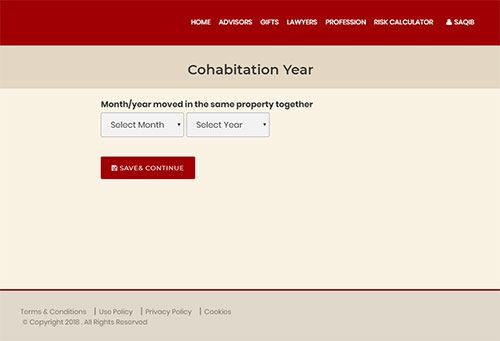 HOME ADVISORS GIFTS LAWYERS PROFESSION RISK CALCULATOR SAQIB
Cohabitation Year
Month/year moved in the same property together
Select Month Select Year
SAVE& CONTINUE
Terms & Conditions | Use Policy | Privacy Policy | Cookies
© Copyright 2018 . All Rights Reserved